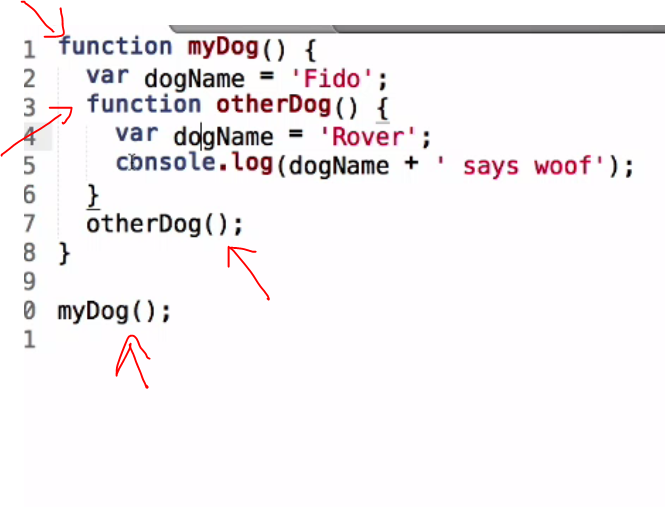 1 function myDog() {
2 var dogName = 'Fido';
3 function otherDog() {
4 var dogName = 'Rover';
5 console.log(dogName + ' says woof');
6 }
7 otherDog();
8 }
9
0 myDog();
1